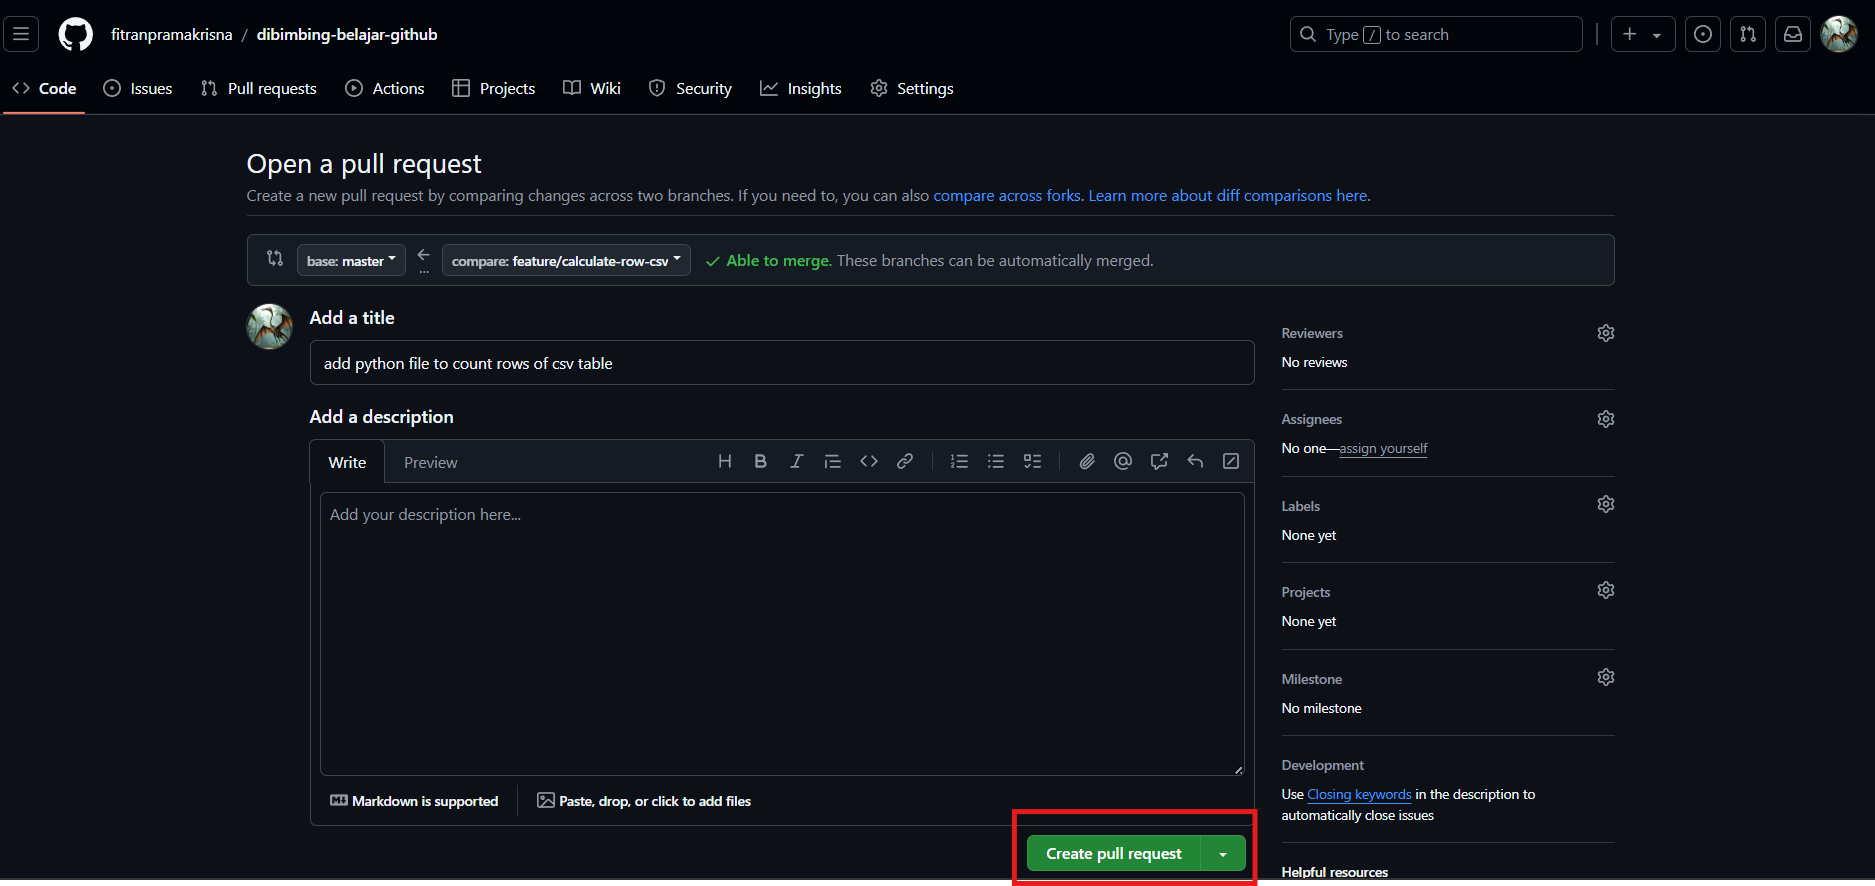 fitranpramakrisna / dibimbing-belajar-github
Type / to search
Code Issues Pull requests Actions Projects Wiki Security Insights Settings
Open a pull request
Create a new pull request by comparing changes across two branches. If you need to, you can also compare across forks. Learn more about diff comparisons here.
base: master compare: feature/calculate-row-csv Able to merge. These branches can be automatically merged.
Add a title
add python file to count rows of csv table
Add a description
Write Preview
Add your description here...
Markdown is supported Paste, drop, or click to add files
Create pull request
Reviewers
No reviews
Assignees
No one—assign yourself
Labels
None yet
Projects
None yet
Milestone
No milestone
Development
Use Closing keywords in the description to
automatically close issues
Helpful resources